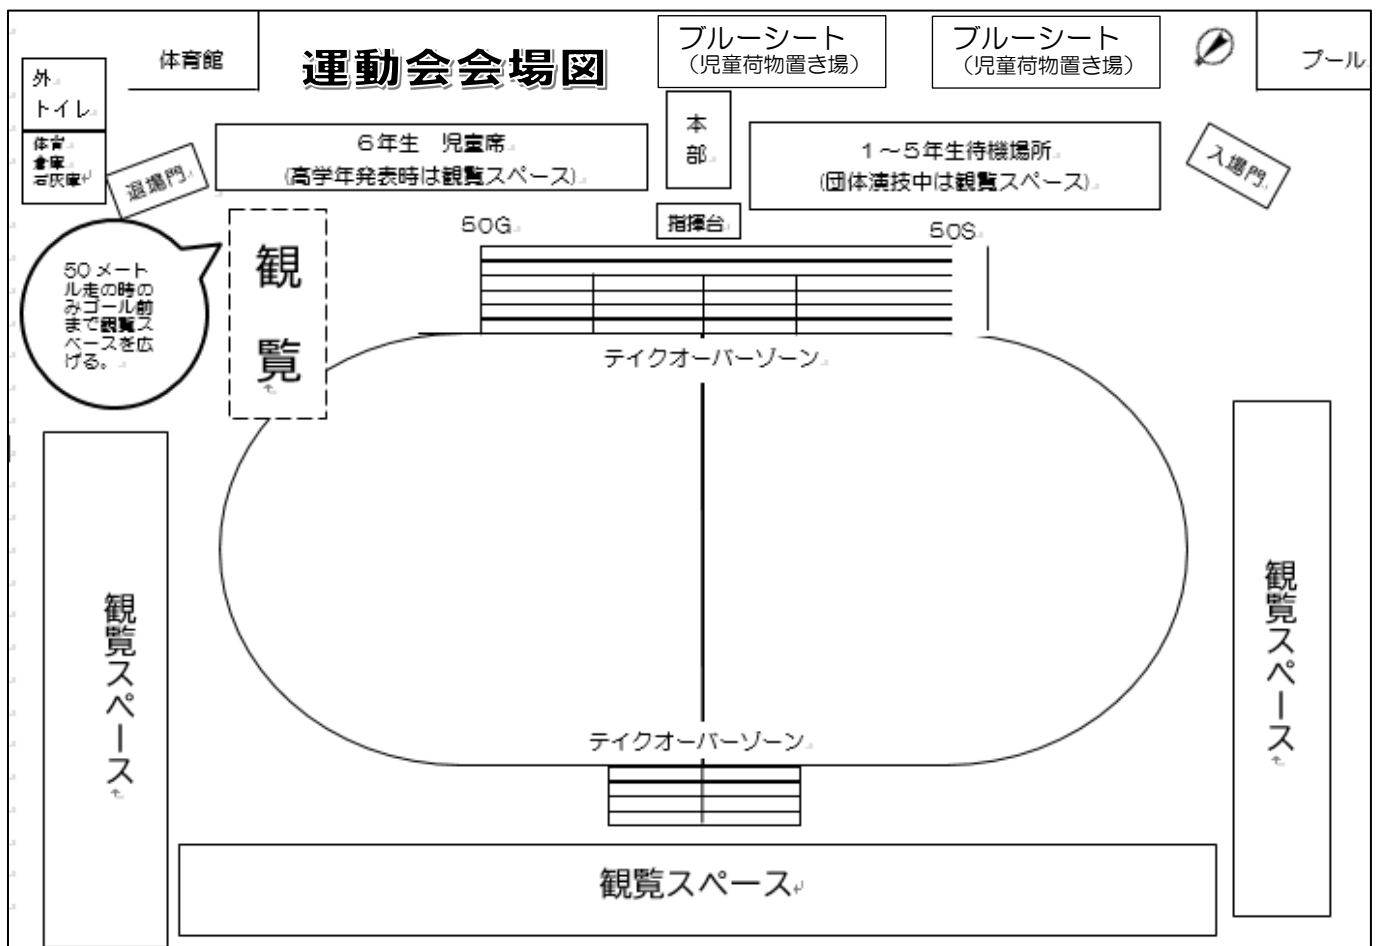 運動会会場図
体育館
ブルーシート
（児童荷物置き場）
ブルーシート
（児童荷物置き場）
プール
外
トイレ
体育
倉庫
石灰庫
退場門
６年生　児童席
(高学年発表時は観覧スペース)
本
部
１～５年生待機場所
(団体演技中は観覧スペース)
入場門
50G
指揮台
50S
50メート
ル走の時の
みゴール前
まで観覧ス
ペースを広
げる。
観
覧
テイクオーバーゾーン
観覧スペース
観覧スペース
テイクオーバーゾーン
観覧スペース